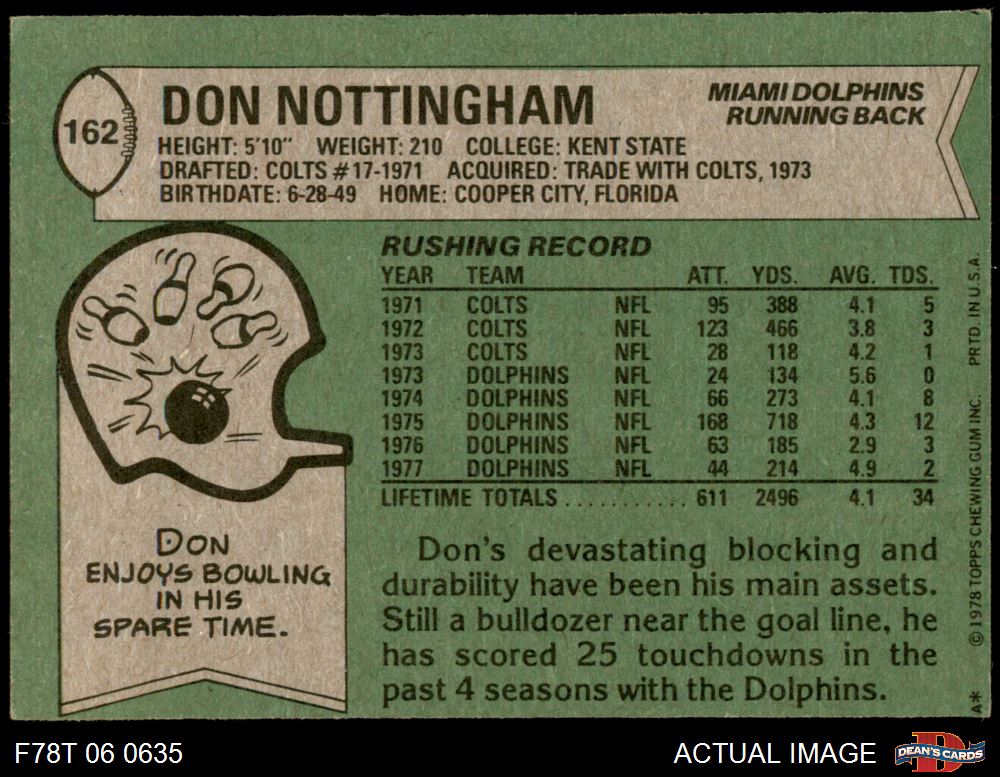 162
DON NOTTINGHAM
MIAMI DOLPHINS
RUNNING BACK
HEIGHT: 5'10" WEIGHT: 210 COLLEGE: KENT STATE
DRAFTED: COLTS #17-1971 ACQUIRED: TRADE WITH COLTS, 1973
BIRTHDATE: 6-28-49 HOME: COOPER CITY, FLORIDA
RUSHING RECORD
YEAR TEAM ATT. YDS. AVG. TDS.
1971 COLTS NFL 95 388 4.1 5
1972 COLTS NFL 123 466 3.8 3
1973 COLTS NFL 28 118 4.2 1
1973 DOLPHINS NFL 24 134 5.6 0
1974 DOLPHINS NFL 66 273 4.1 8
1975 DOLPHINS NFL 168 718 4.3 12
1976 DOLPHINS NFL 63 185 2.9 3
1977 DOLPHINS NFL 44 214 4.9 2
LIFETIME TOTALS ........... 611 2496 4.1 34
DON
ENJOYS BOWLING
IN HIS
SPARE TIME.
Don's devastating blocking and
durability have been his main assets.
Still a bulldozer near the goal line, he
has scored 25 touchdowns in the
past 4 seasons with the Dolphins.
A* © 1978 TOPPS CHEWING GUM INC. PRTD. IN U.S.A.
F78T 06 0635
ACTUAL IMAGE
D
DEAN'S CARDS